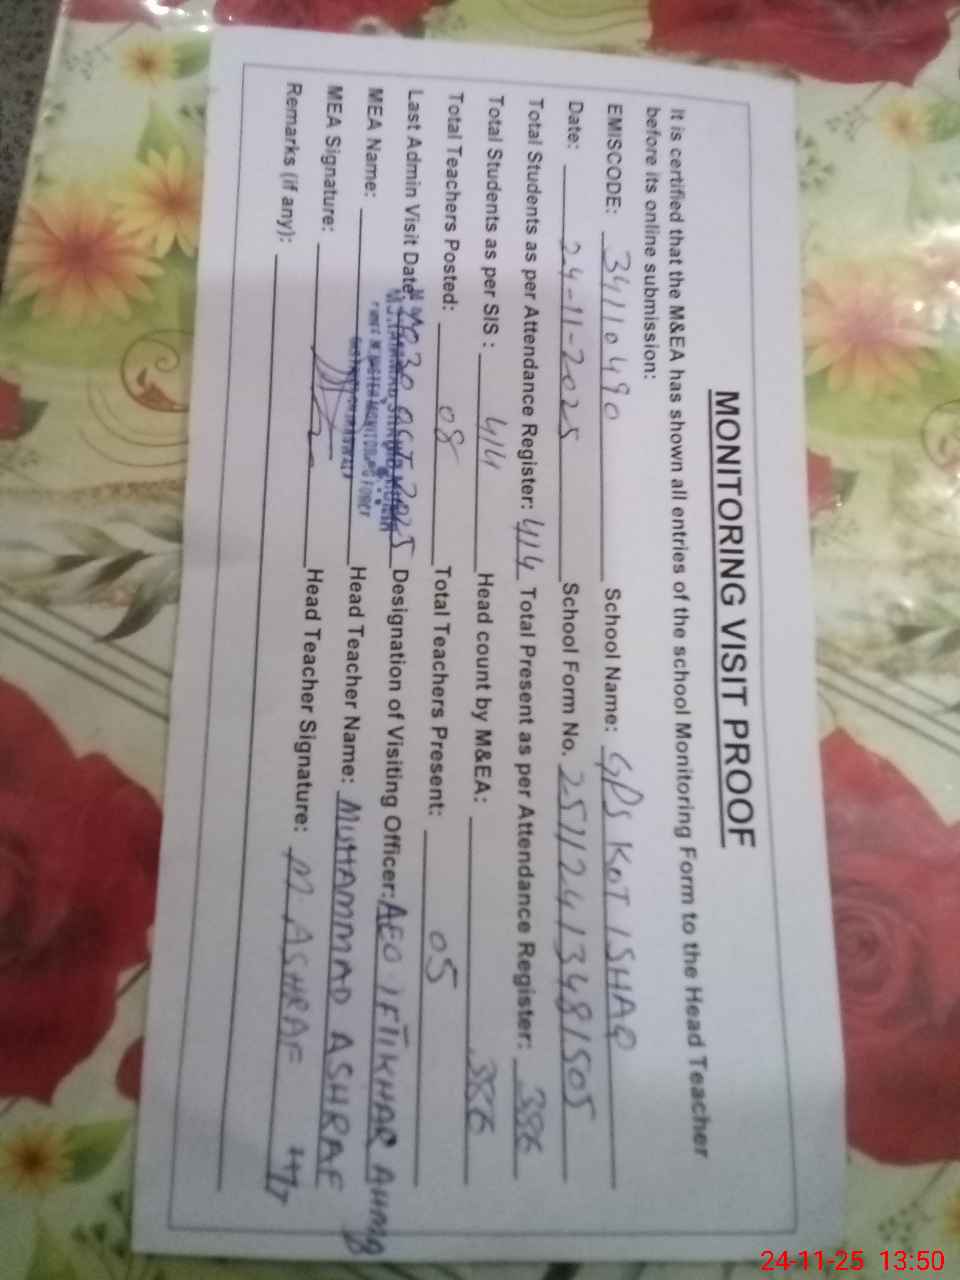 MONITORING VISIT PROOF
It is certified that the M&EA has shown all entries of the school Monitoring Form to the Head Teacher
before its online submission:
EMISCODE: 34110490 School Name: GPS KOT ISHAQ
Date: 24-11-2025 School Form No. 25112413481505
Total Students as per Attendance Register: 414 Total Present as per Attendance Register: 396
Total Students as per SIS: 414 Head count by M&EA: 386
Total Teachers Posted: 08 Total Teachers Present: 05
Last Admin Visit Date: 30 OCT 2025 Designation of Visiting Officer: AEO IFTIKHAR AHMD
MEA Name: Head Teacher Name: MUHAMMAD ASHRAF
MEA Signature: Head Teacher Signature: M. ASHRAF
Remarks (if any):
24-11-25 13:50